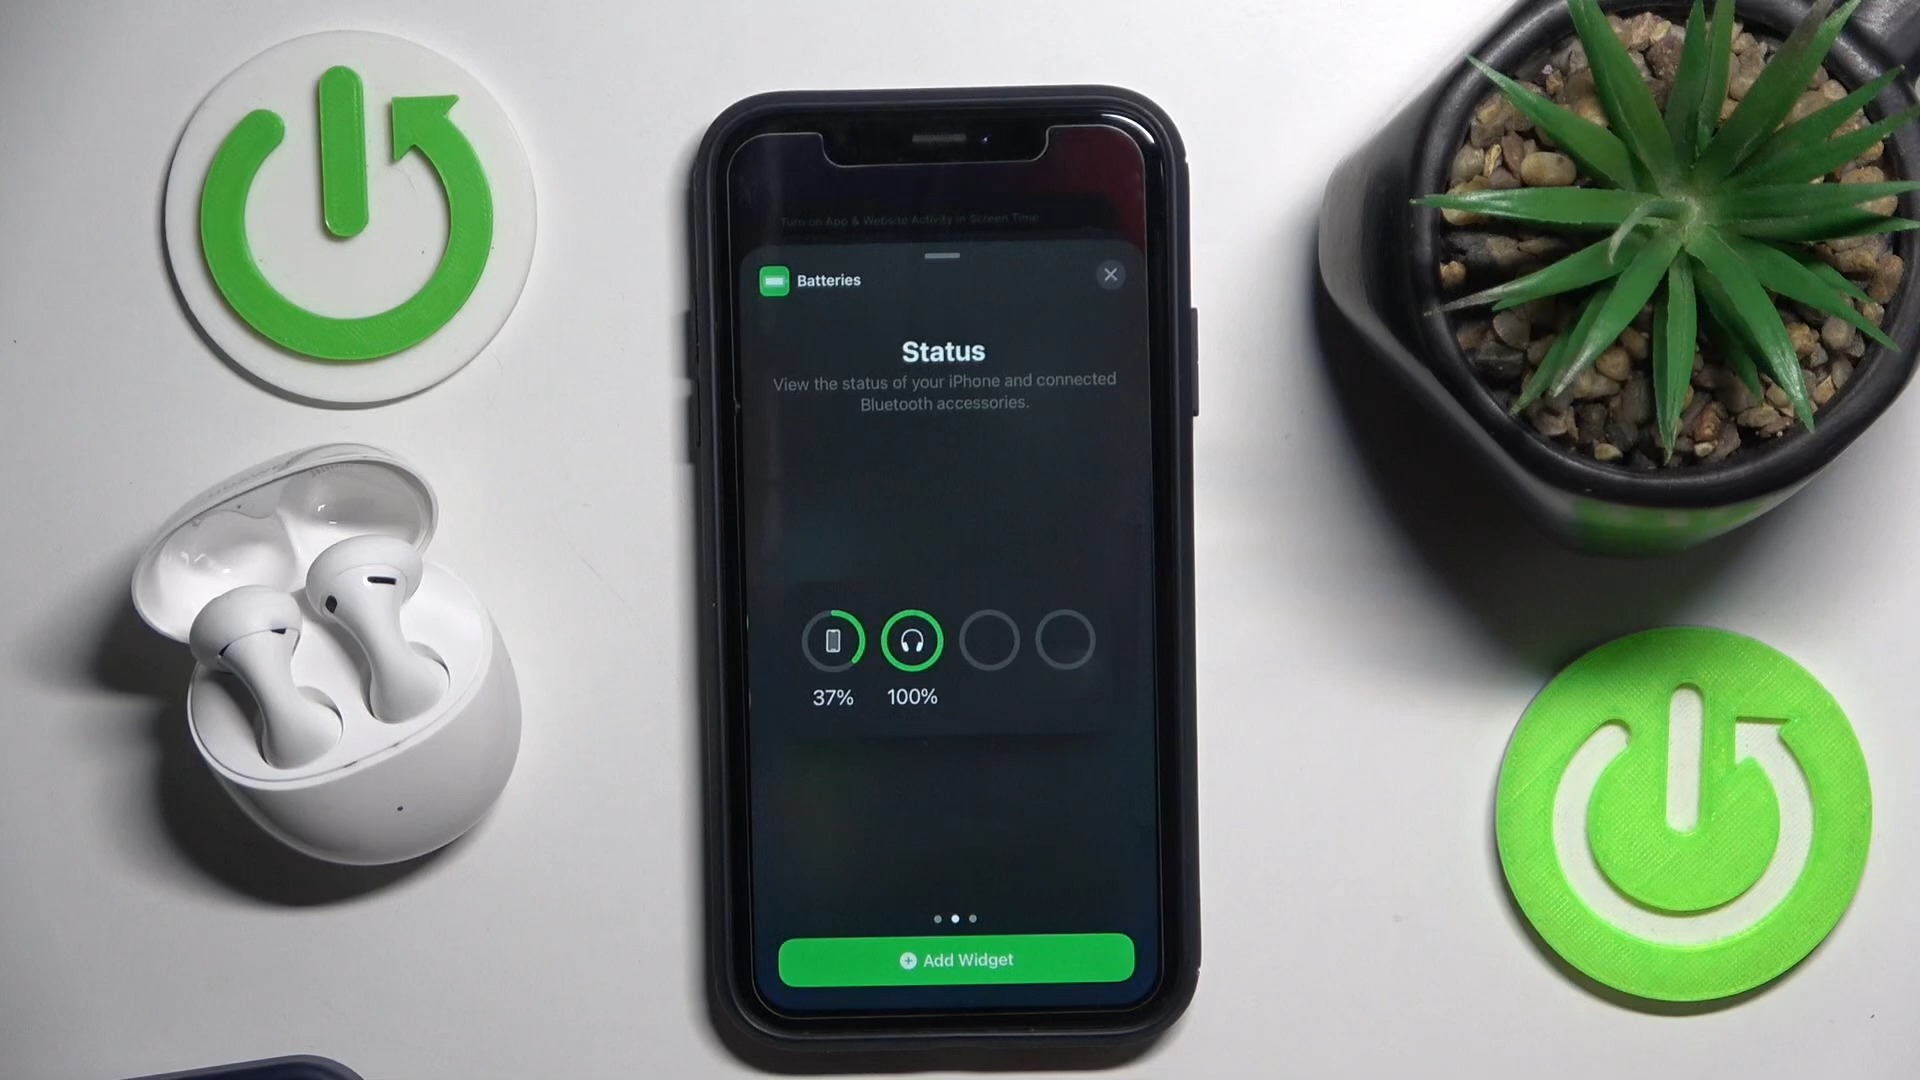 Turn on App & Website Activity in Screen Time
Batteries
Status
View the status of your iPhone and connected
Bluetooth accessories.
37%
100%
Add Widget